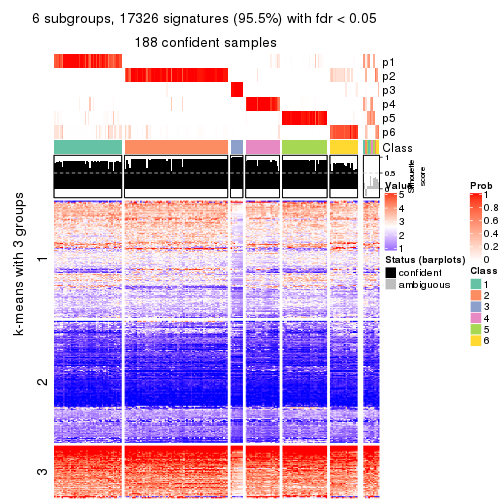 6 subgroups, 17326 signatures (95.5%) with fdr < 0.05
188 confident samples
p1
p2
p3
p4
p5
p6
Class
1
0.5
0
Silhouette
score
k-means with 3 groups
1
2
3
Value
5
4
3
2
1
Status (barplots)
confident
ambiguous
Prob
1
0.8
0.6
0.4
0.2
0
Class
1
2
3
4
5
6